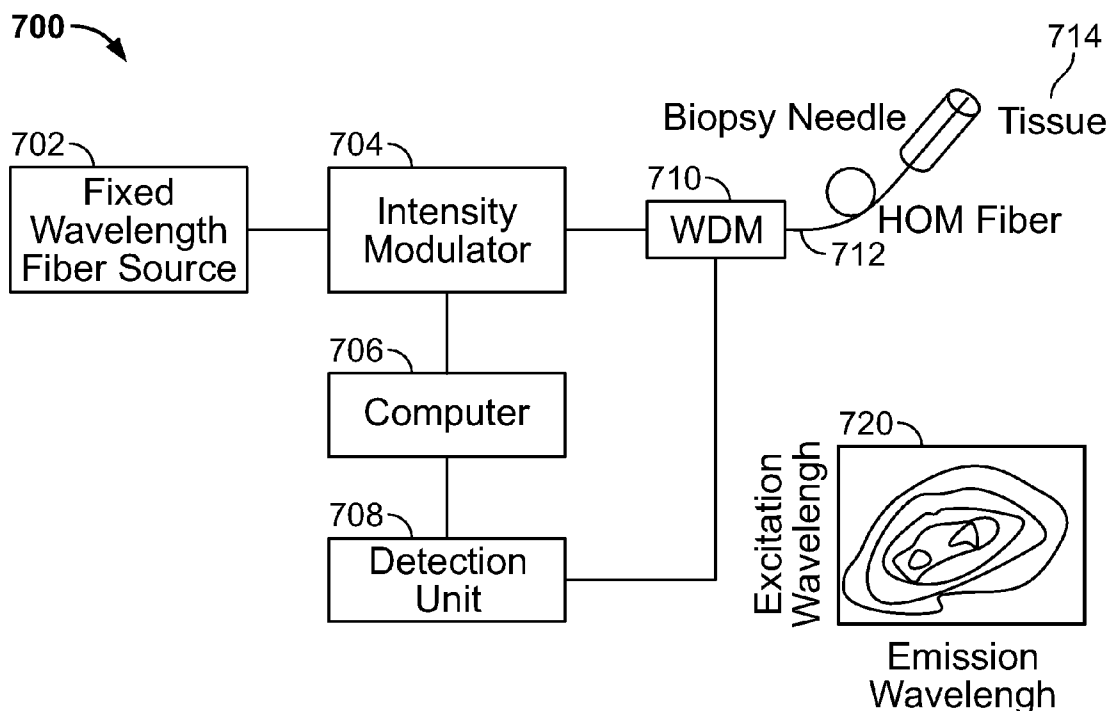 700
714
Biopsy Needle
Tissue
702
704
710
Fixed
Wavelength
Fiber Source
Intensity
Modulator
WDM
HOM Fiber
712
706
Computer
720
708
Detection
Unit
Excitation
Wavelengh
Emission
Wavelengh